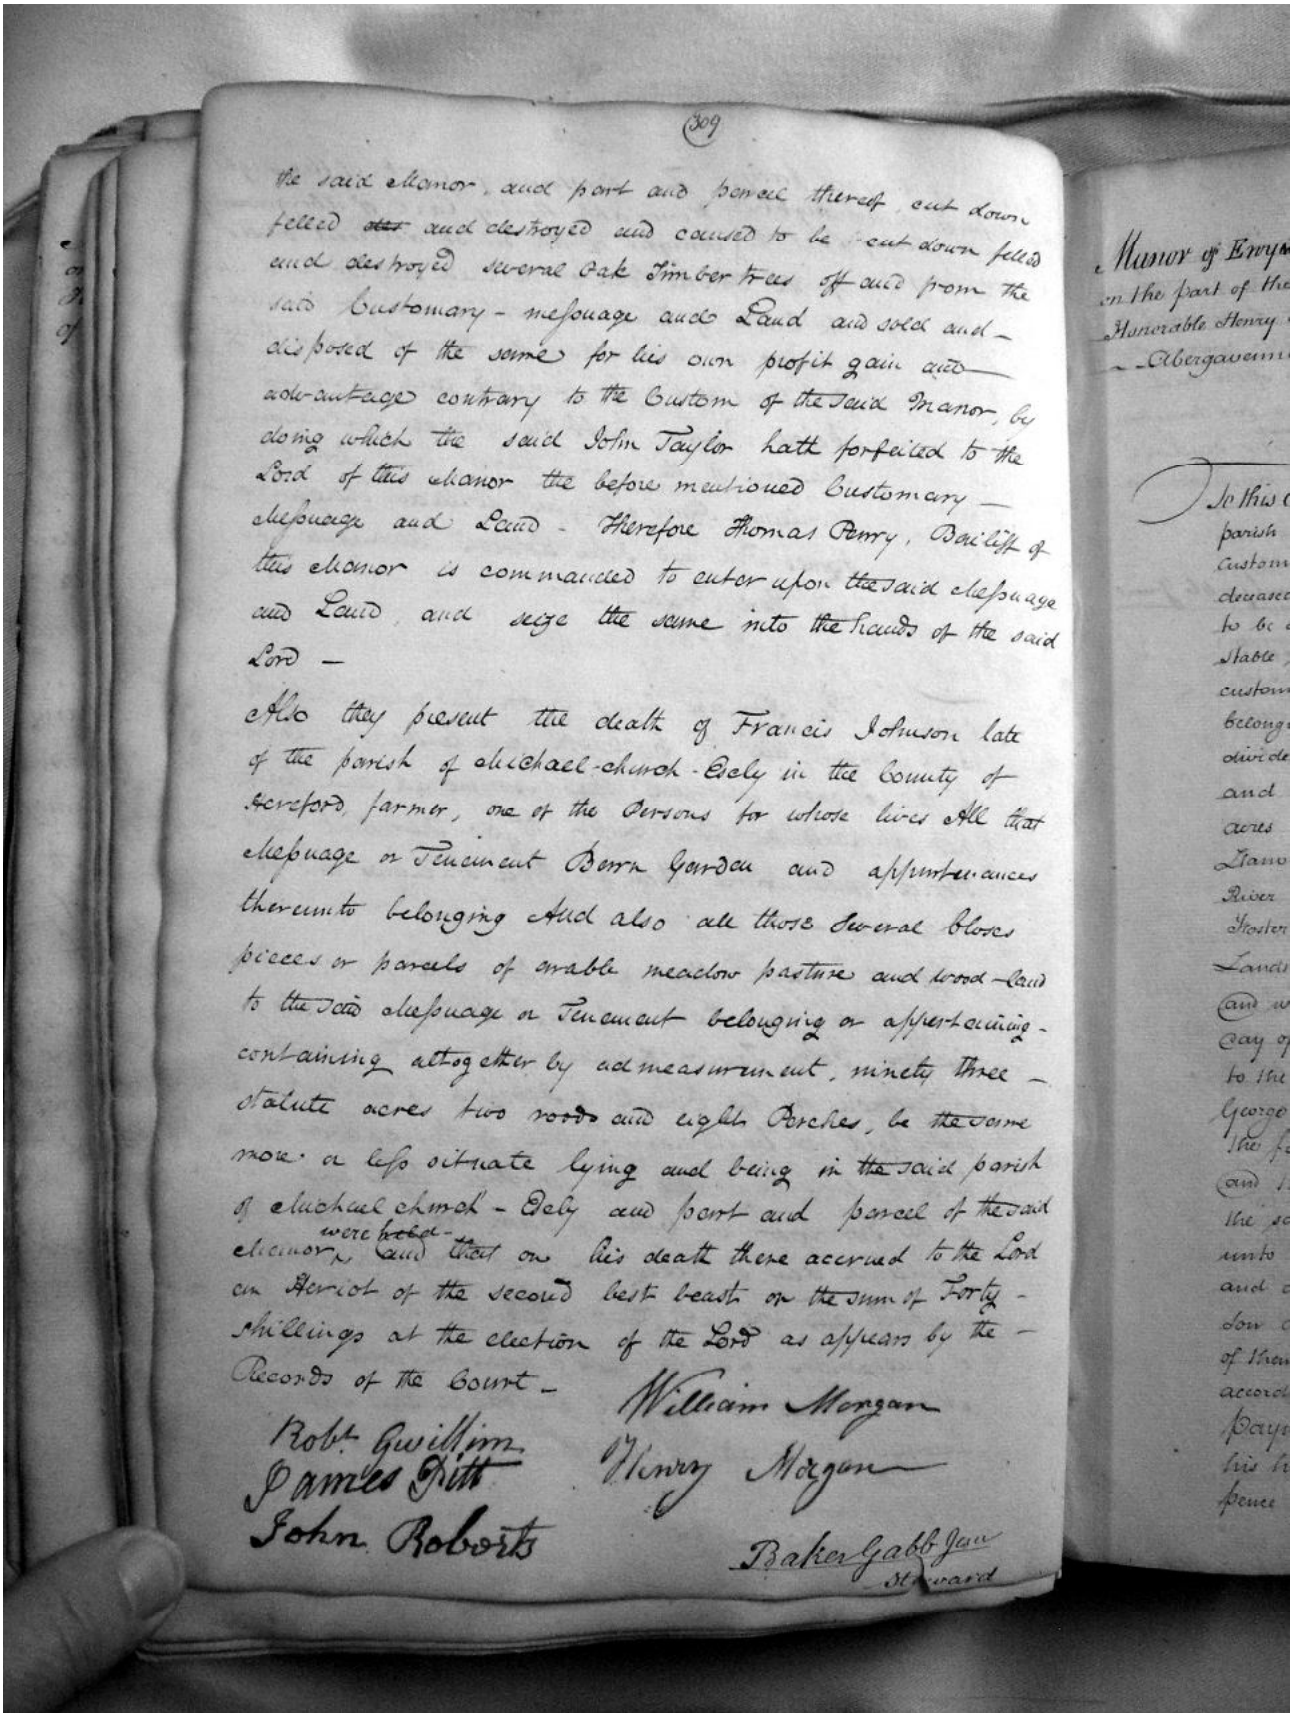 309
the said Manor, and part and parcel thereof, cut down
felled and destroyed and caused to be cut down felled
and destroyed several Oak Timber trees off and from the
said Customary - messuage and Land and sold and -
disposed of the same for his own profit gain and
advantage contrary to the Custom of the said Manor, by
doing which the said John Taylor hath forfeited to the
Lord of this Manor the before mentioned Customary -
Messuage and Land - Therefore Thomas Penry, Bailiff of
this Manor is commanded to enter upon the said Messuage
and Land, and seize the same into the hands of the said
Lord -
Also they present the death of Francis Johnson late
of the parish of Michael-church-Escly in the County of
Hereford, farmer, one of the Persons for whose lives All that
Messuage or Tenement Barn Garden and appurtenances
thereunto belonging And also all those several Closes
pieces or parcels of arable meadow pasture and wood-land
to the said Messuage or Tenement belonging or appertaining -
containing altogether by admeasurement, ninety three -
statute acres two roods and eight Perches, be the same
more or less situate lying and being in the said parish
of Michael church - Escly and part and parcel of the said
were held -
Manor, and that on his death there accrued to the Lord
an Heriot of the second best beast or the sum of Forty -
shillings at the election of the Lord as appears by the -
Records of the Court -
William Morgan
Robt. Gwillim
James Pitt
Henry Morgan
John Roberts
Baker Gabb Junr
Steward
Manor of Ewyas
on the part of the
Honorable Henry
Abergavenn
To this
parish
custom
deceased
to be
Stable
custom
belong
divide
and
acres
River
Foster
Lands
and
day of
to the
George
the
and
the
unto
and
of them
accord
Payn
his h
pence